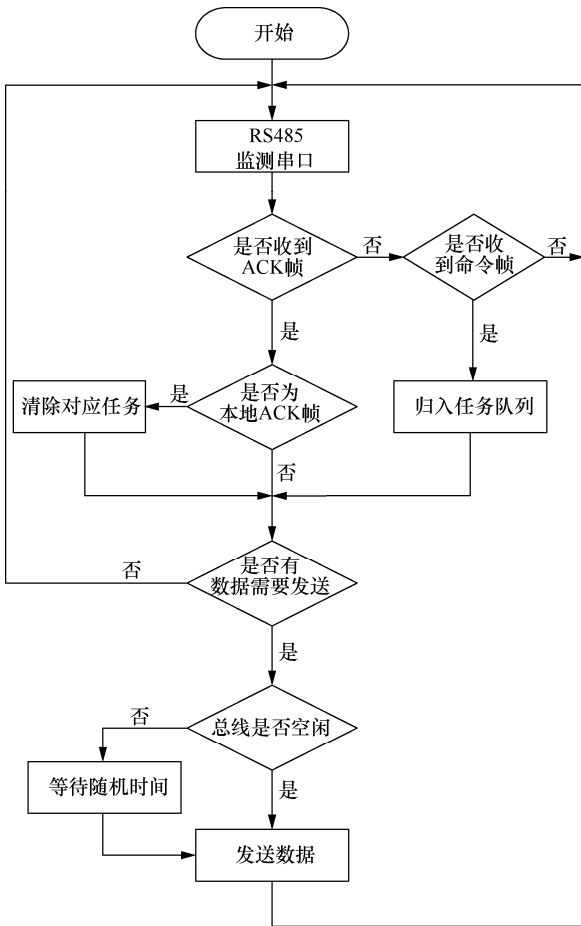 开始
RS485
监测串口
是否收到
ACK帧
否
是否收
到命令帧
否
是
是
清除对应任务
是
是否为
本地ACK帧
归入任务队列
否
否
是否有
数据需要发送
是
否
总线是否空闲
等待随机时间
是
发送数据